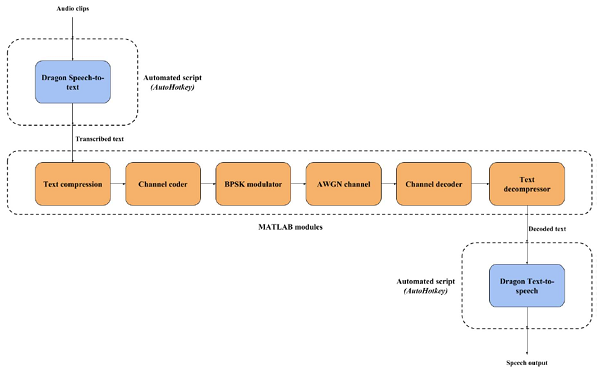 Audio clips
Dragon Speech-to-
text
Automated script
(AutoHotkey)
Transcribed text
Text compression
Channel coder
BPSK modulator
AWGN channel
Channel decoder
Text
decompressor
MATLAB modules
Decoded text
Automated script
(AutoHotkey)
Dragon Text-to-
speech
Speech output